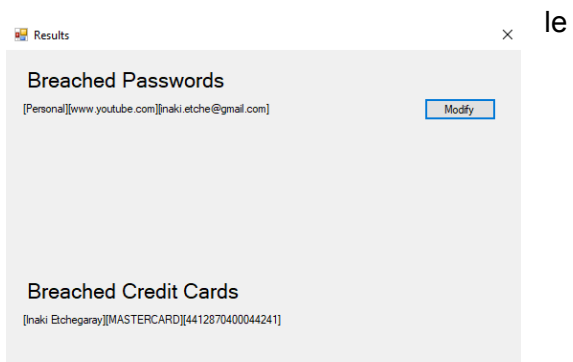 le
Results
Breached Passwords
[Personal][www.youtube.com][inaki.etche@gmail.com]
Modify
Breached Credit Cards
[Inaki Etchegaray][MASTERCARD][4412870400044241]